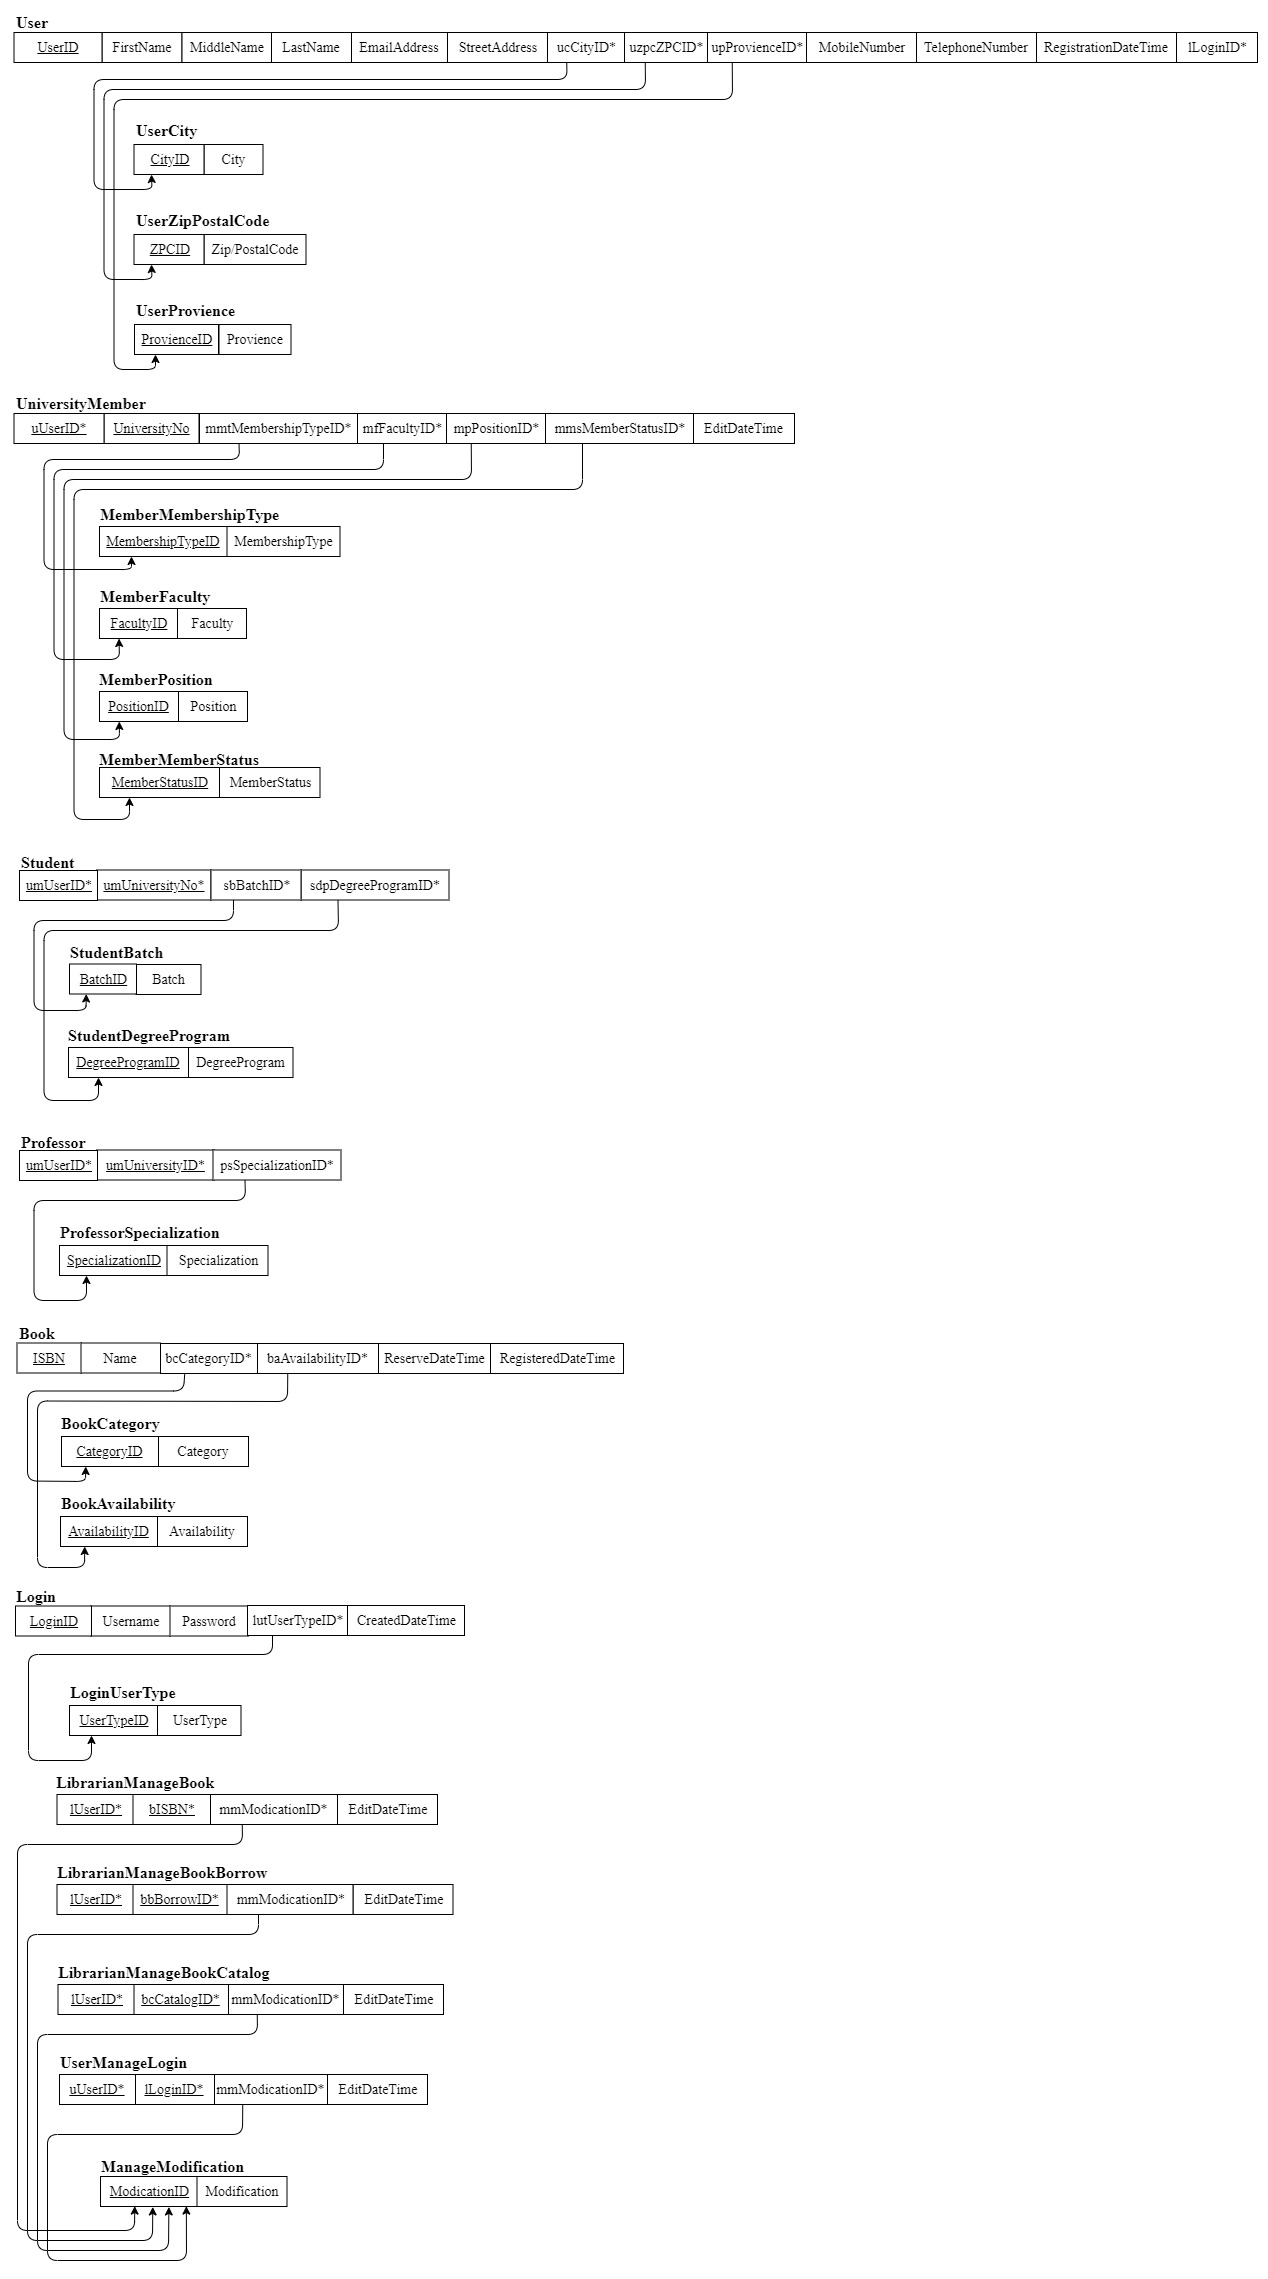 User
UserID FirstName MiddleName LastName EmailAddress StreetAddress ucCityID* uzpcZPCID* upProvienceID* MobileNumber TelephoneNumber RegistrationDateTime lLoginID*
UserCity
CityID City
UserZipPostalCode
ZPCID Zip/PostalCode
UserProvience
ProvienceID Provience
UniversityMember
uUserID* UniversityNo mmtMembershipTypeID* mfFacultyID* mpPositionID* mmsMemberStatusID* EditDateTime
MemberMembershipType
MembershipTypeID MembershipType
MemberFaculty
FacultyID Faculty
MemberPosition
PositionID Position
MemberMemberStatus
MemberStatusID MemberStatus
Student
umUserID* umUniversityNo* sbBatchID* sdpDegreeProgramID*
StudentBatch
BatchID Batch
StudentDegreeProgram
DegreeProgramID DegreeProgram
Professor
umUserID* umUniversityID* psSpecializationID*
ProfessorSpecialization
SpecializationID Specialization
Book
ISBN Name bcCategoryID* baAvailabilityID* ReserveDateTime RegisteredDateTime
BookCategory
CategoryID Category
BookAvailability
AvailabilityID Availability
Login
LoginID Username Password lutUserTypeID* CreatedDateTime
LoginUserType
UserTypeID UserType
LibrarianManageBook
lUserID* bISBN* mmModicationID* EditDateTime
LibrarianManageBookBorrow
lUserID* bbBorrowID* mmModicationID* EditDateTime
LibrarianManageBookCatalog
lUserID* bcCatalogID* mmModicationID* EditDateTime
UserManageLogin
uUserID* lLoginID* mmModicationID* EditDateTime
ManageModification
ModicationID Modification